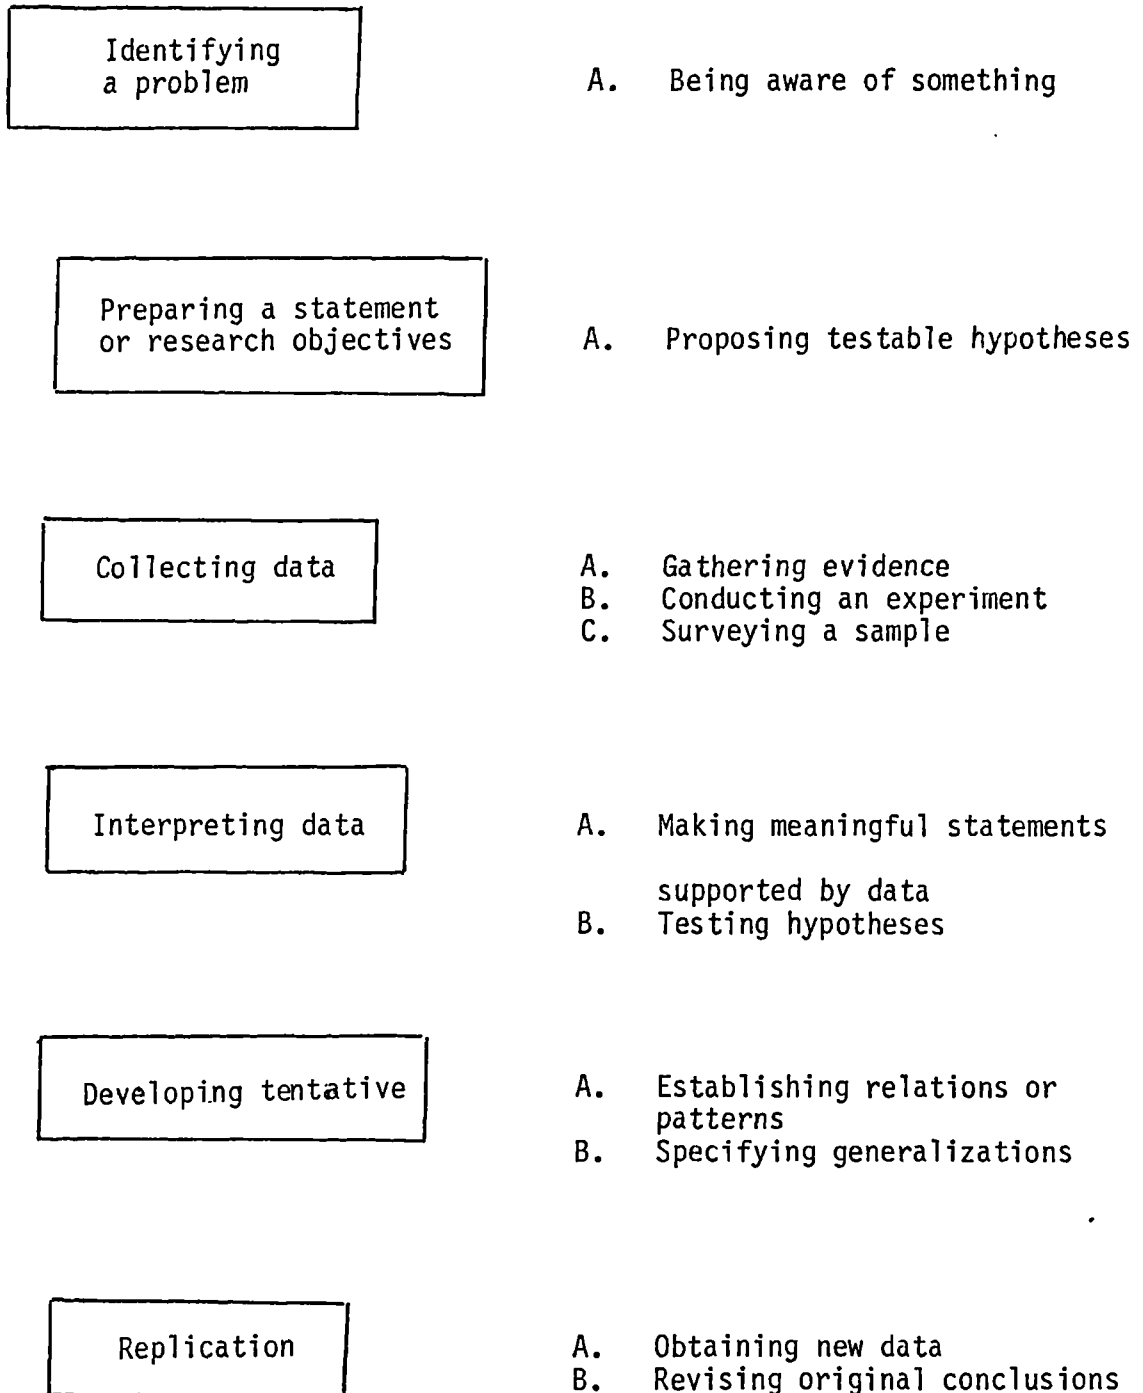 Identifying
a problem
A. Being aware of something
Preparing a statement
or research objectives
A. Proposing testable hypotheses
Collecting data
A. Gathering evidence
B. Conducting an experiment
C. Surveying a sample
Interpreting data
A. Making meaningful statements
supported by data
B. Testing hypotheses
Developing tentative
A. Establishing relations or
patterns
B. Specifying generalizations
Replication
A. Obtaining new data
B. Revising original conclusions